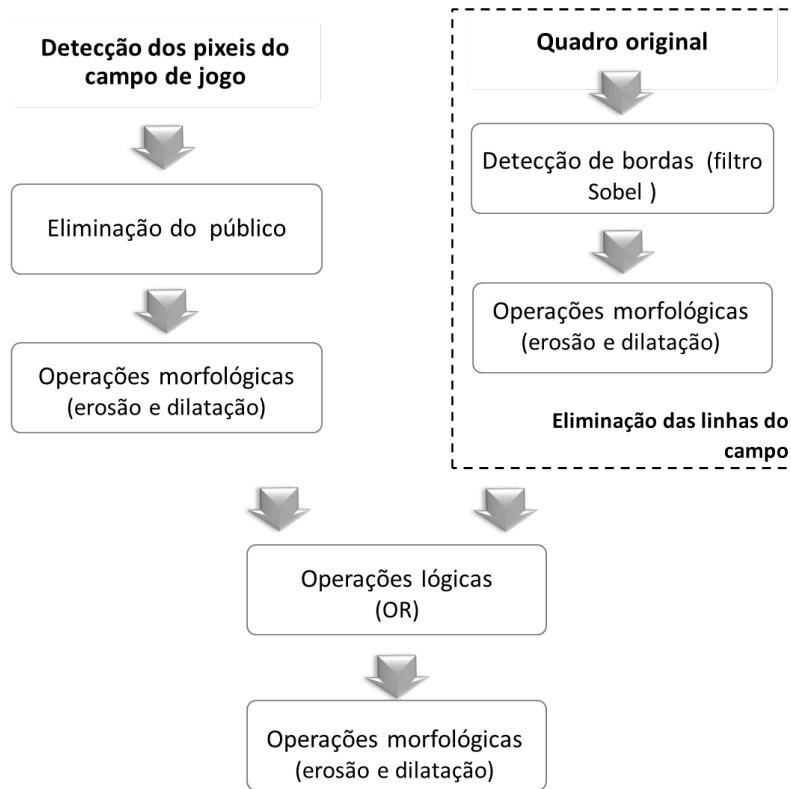 Detecção dos pixeis do
campo de jogo
Eliminação do público
Operações morfológicas
(erosão e dilatação)
Quadro original
Detecção de bordas (filtro
Sobel )
Operações morfológicas
(erosão e dilatação)
Eliminação das linhas do
campo
Operações lógicas
(OR)
Operações morfológicas
(erosão e dilatação)